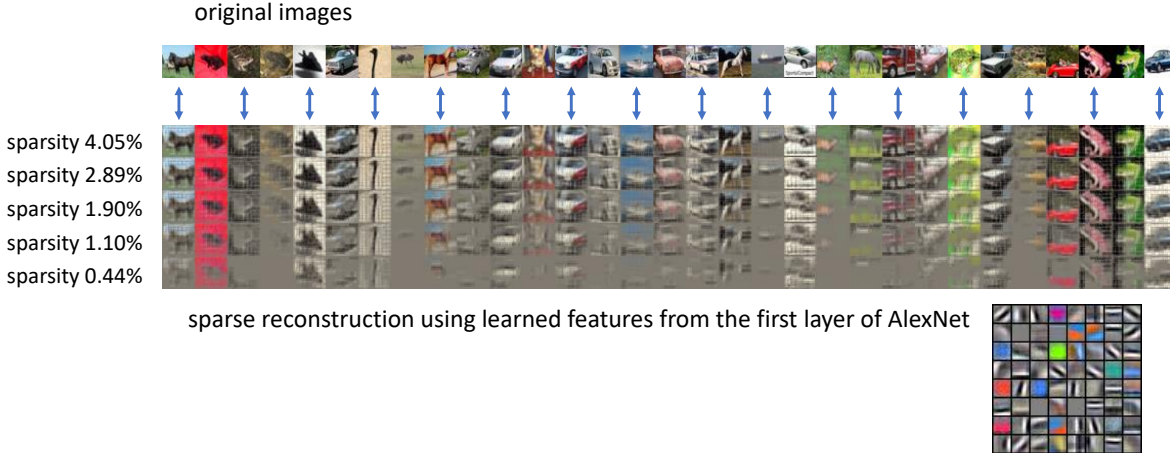 original images
sparsity 4.05%
sparsity 2.89%
sparsity 1.90%
sparsity 1.10%
sparsity 0.44%
sparse reconstruction using learned features from the first layer of AlexNet